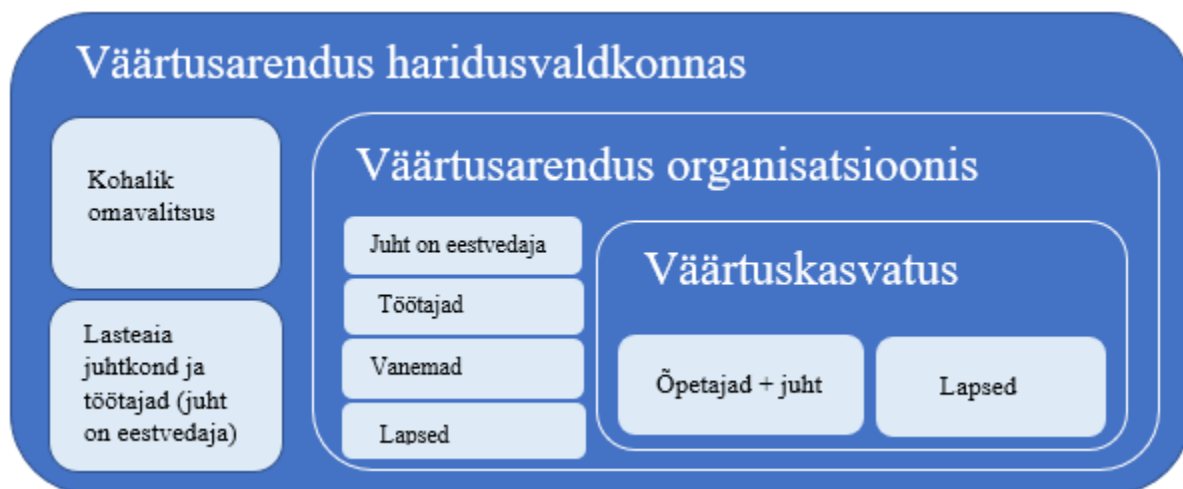 Väärtusarendus haridusvaldkonnas
Kohalik
omavalitsus
Lasteaia
juhtkond ja
töötajad (juht
on eestvedaja)
Väärtusarendus organisatsioonis
Juht on eestvedaja
Töötajad
Vanemad
Lapsed
Väärtuskasvatus
Õpetajad + juht
Lapsed